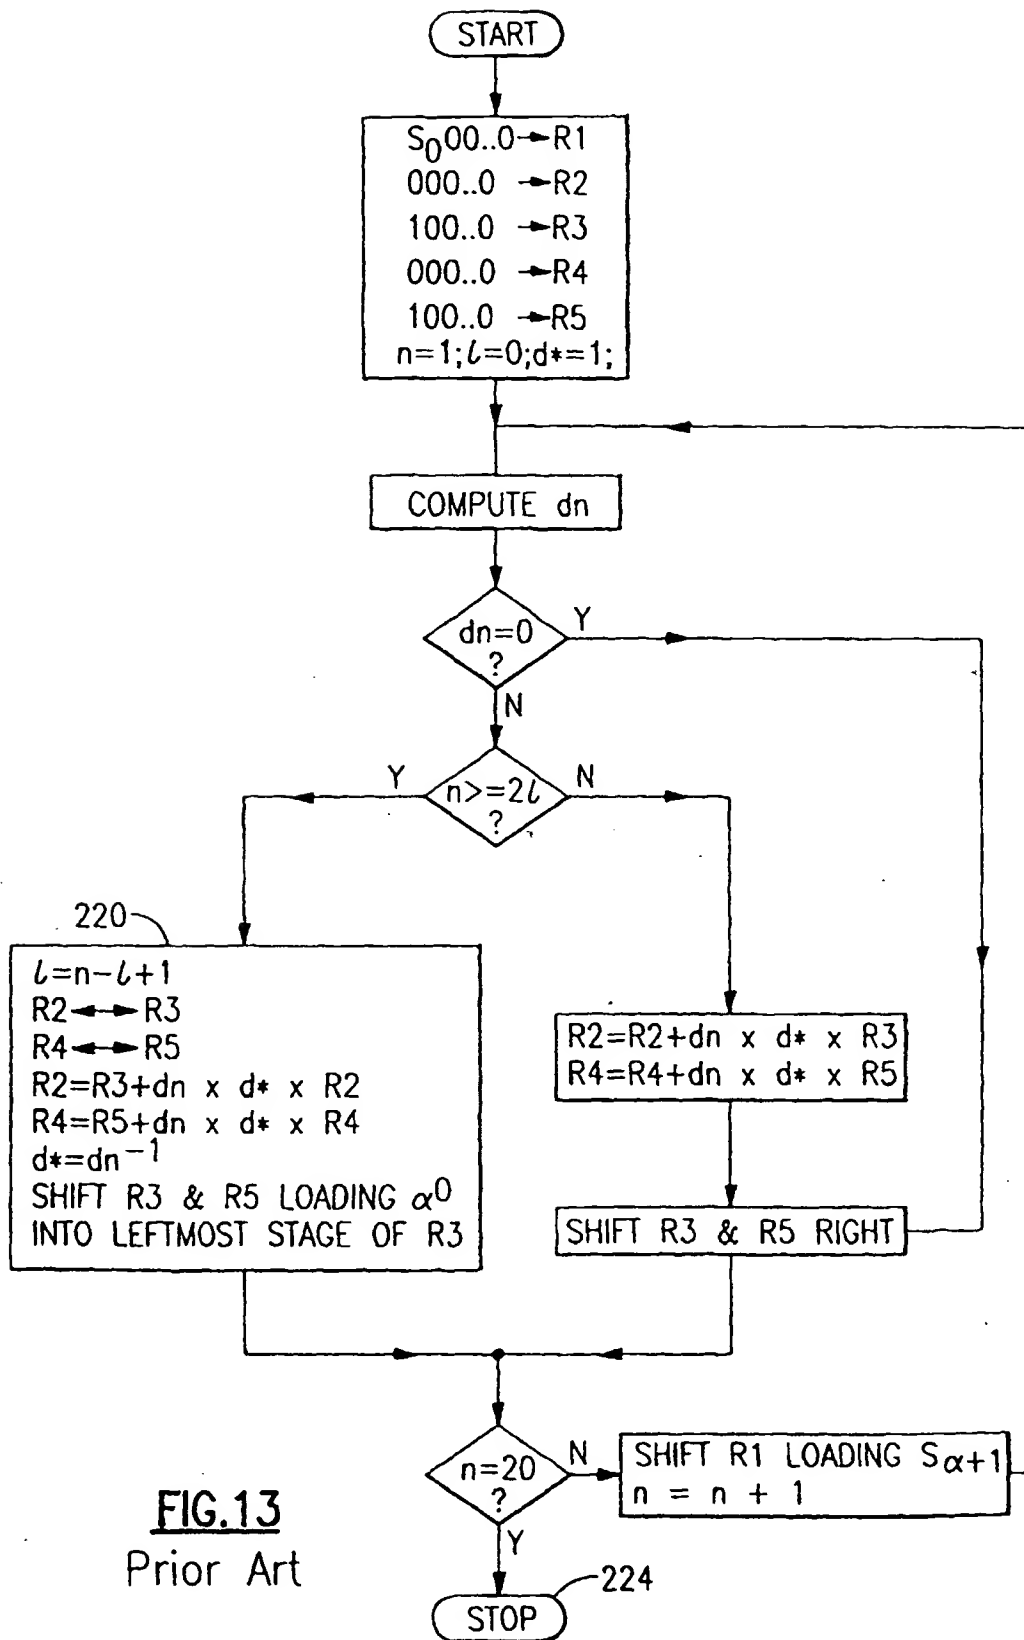 START
S₀00..0→R1
000..0 →R2
100..0 →R3
000..0 →R4
100..0 →R5
n=1;l=0;d*=1;
COMPUTE dn
dn=0
?
Y
N
n>=2l
?
Y
N
220
l=n-l+1
R2↔R3
R4↔R5
R2=R3+dn x d* x R2
R4=R5+dn x d* x R4
d*=dn⁻¹
SHIFT R3 & R5 LOADING α⁰
INTO LEFTMOST STAGE OF R3
R2=R2+dn x d* x R3
R4=R4+dn x d* x R5
SHIFT R3 & R5 RIGHT
n=20
?
N
Y
SHIFT R1 LOADING Sα+1
n = n + 1
FIG.13
Prior Art
224
STOP